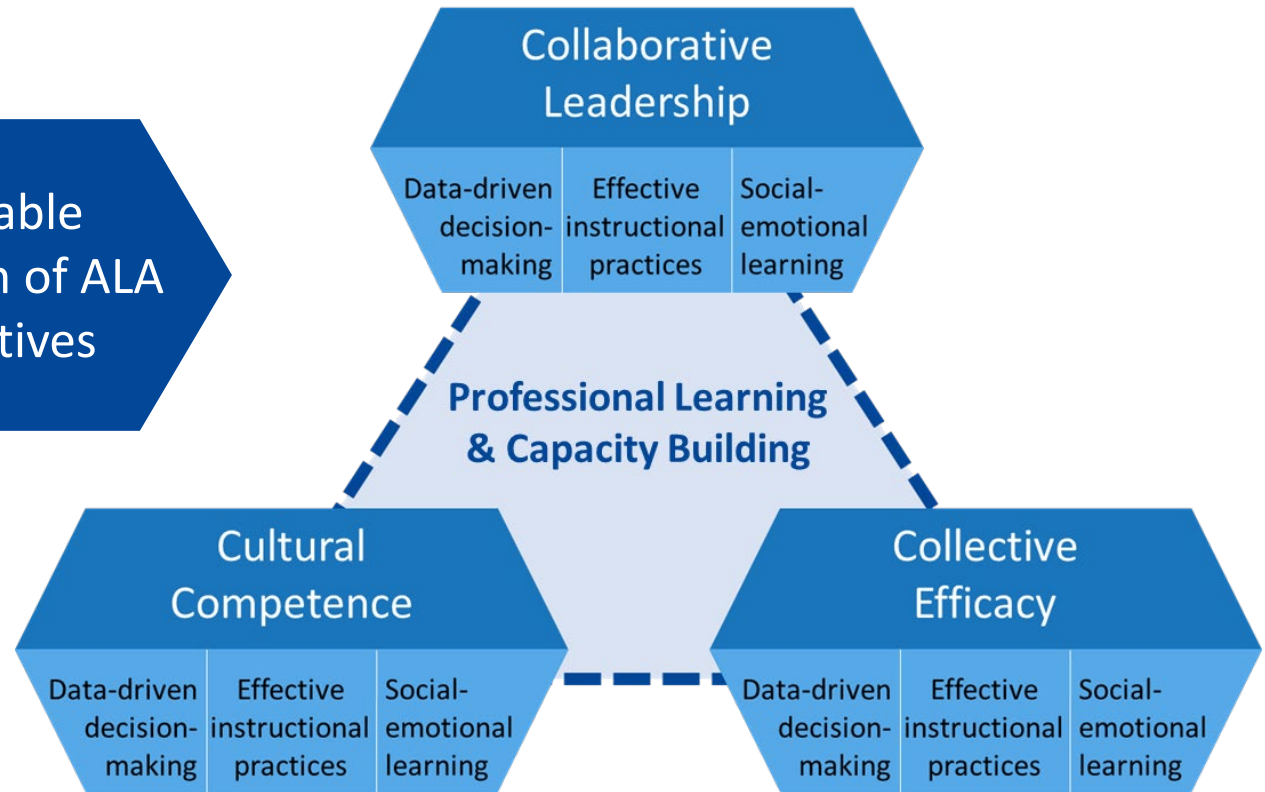 Collaborative
Leadership
Data-driven
decision-
making
Effective
instructional
practices
Social-
emotional
learning
of ALA
Professional Learning
& Capacity Building
Cultural
Competence
Data-driven
decision-
making
Effective
instructional
practices
Social-
emotional
learning
Collective
Efficacy
Data-driven
decision-
making
Effective
instructional
practices
Social-
emotional
learning